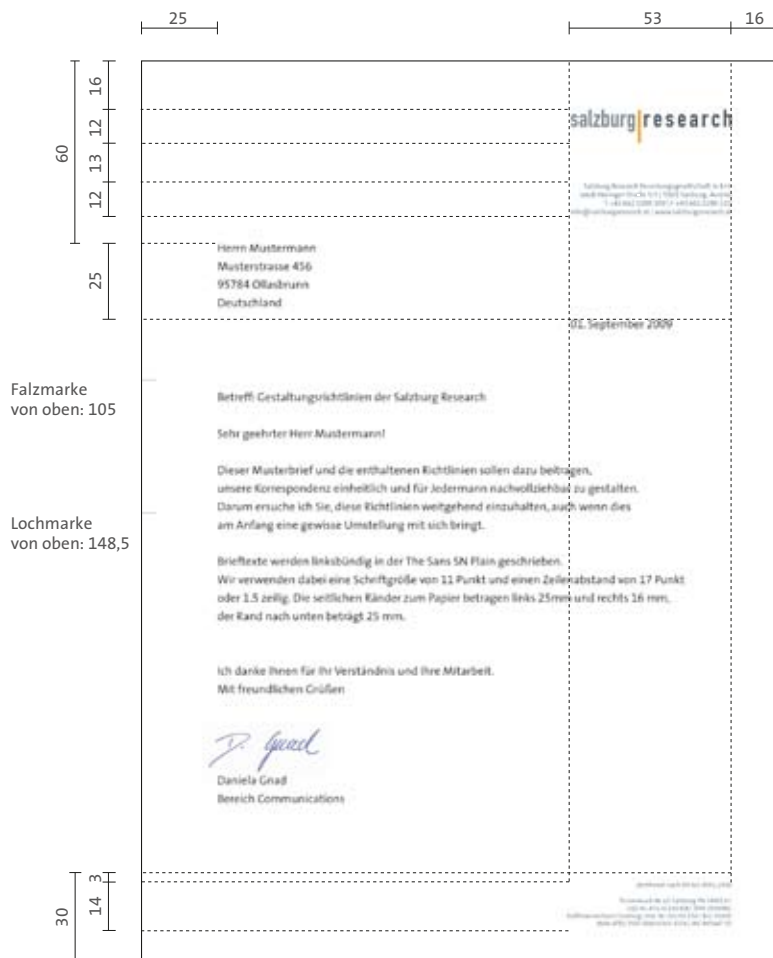 25
53
16
16
12
13
12
60
25
salzburg|research
Herrn Mustermann
Musterstrasse 456
95784 Ollasbrunn
Deutschland
01. September 2009
Falzmarke
von oben: 105
Betreff: Gestaltungsrichtlinien der Salzburg Research
Sehr geehrter Herr Mustermann!
Dieser Musterbrief und die enthaltenen Richtlinien sollen dazu beitragen,
unsere Korrespondenz einheitlich und für Jedermann nachvollziehbar zu gestalten.
Darum ersuche ich Sie, diese Richtlinien weitgehend einzuhalten, auch wenn dies
am Anfang eine gewisse Umstellung mit sich bringt.
Lochmarke
von oben: 148,5
Brieftexte werden linksbündig in der The Sans SN Plain geschrieben.
Wir verwenden dabei eine Schriftgröße von 11 Punkt und einen Zeilenabstand von 17 Punkt
oder 1.5 zeilig. Die seitlichen Ränder zum Papier betragen links 25mm und rechts 16 mm,
der Rand nach unten beträgt 25 mm.
Ich danke Ihnen für Ihr Verständnis und Ihre Mitarbeit.
Mit freundlichen Grüßen
D. Gnad
Daniela Gnad
Bereich Communications
3
14
30